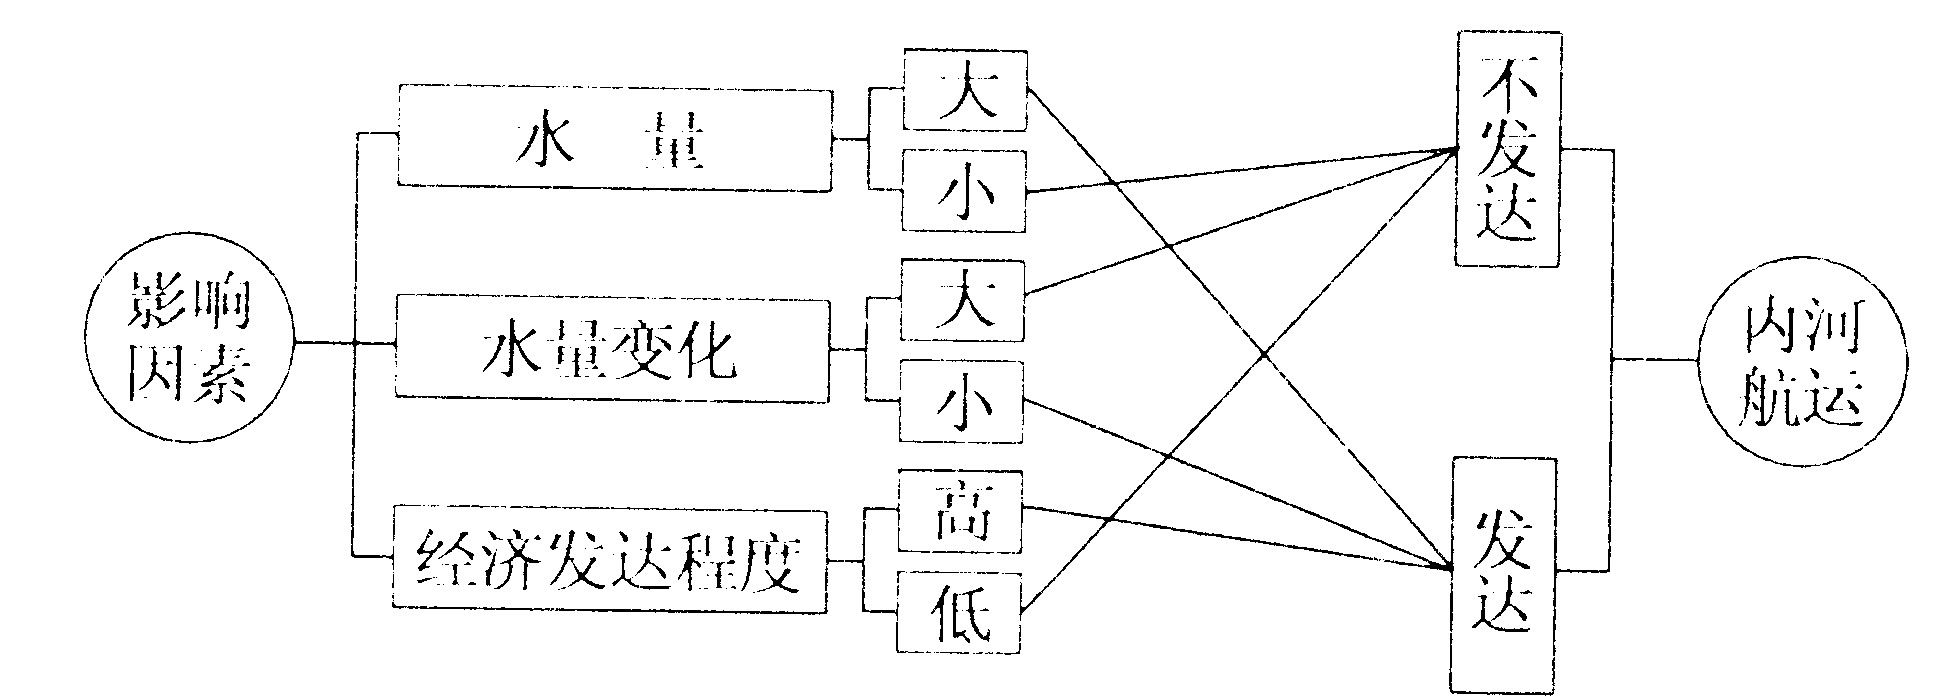 影响
因素
水 量
大
小
水量变化
大
小
经济发达程度
高
低
不发达
发达
内河
航运